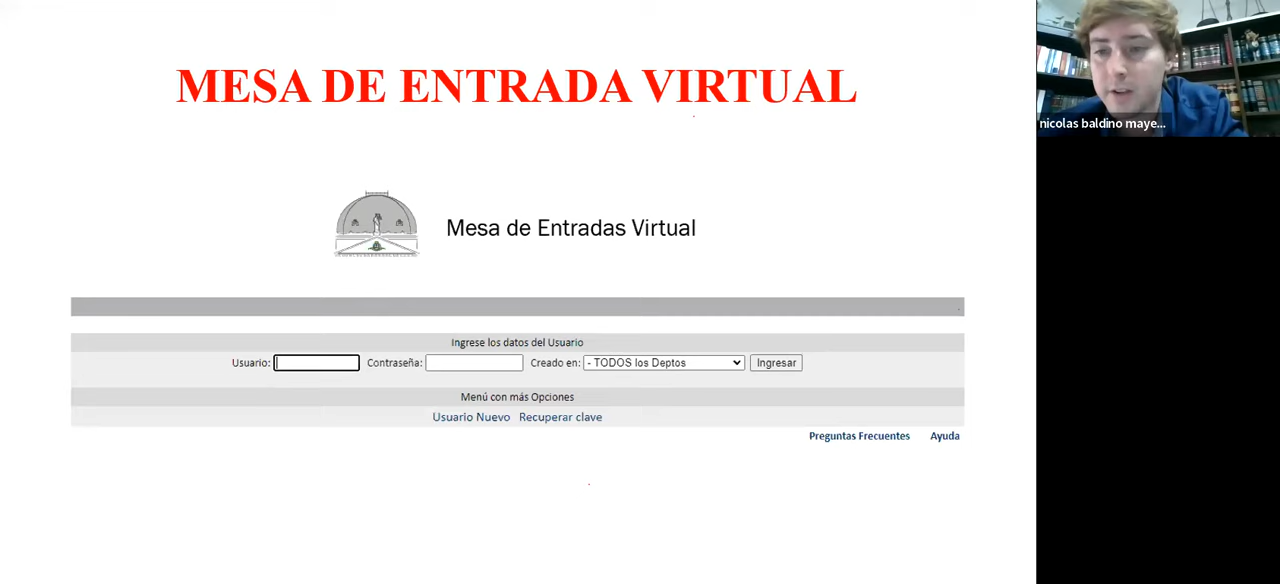 MESA DE ENTRADA VIRTUAL
Mesa de Entradas Virtual
Ingrese los datos del Usuario
Usuario: Contraseña: Creado en: - TODOS los Deptos Ingresar
Menú con más Opciones
Usuario Nuevo Recuperar clave
Preguntas Frecuentes Ayuda
nicolas baldino maye...